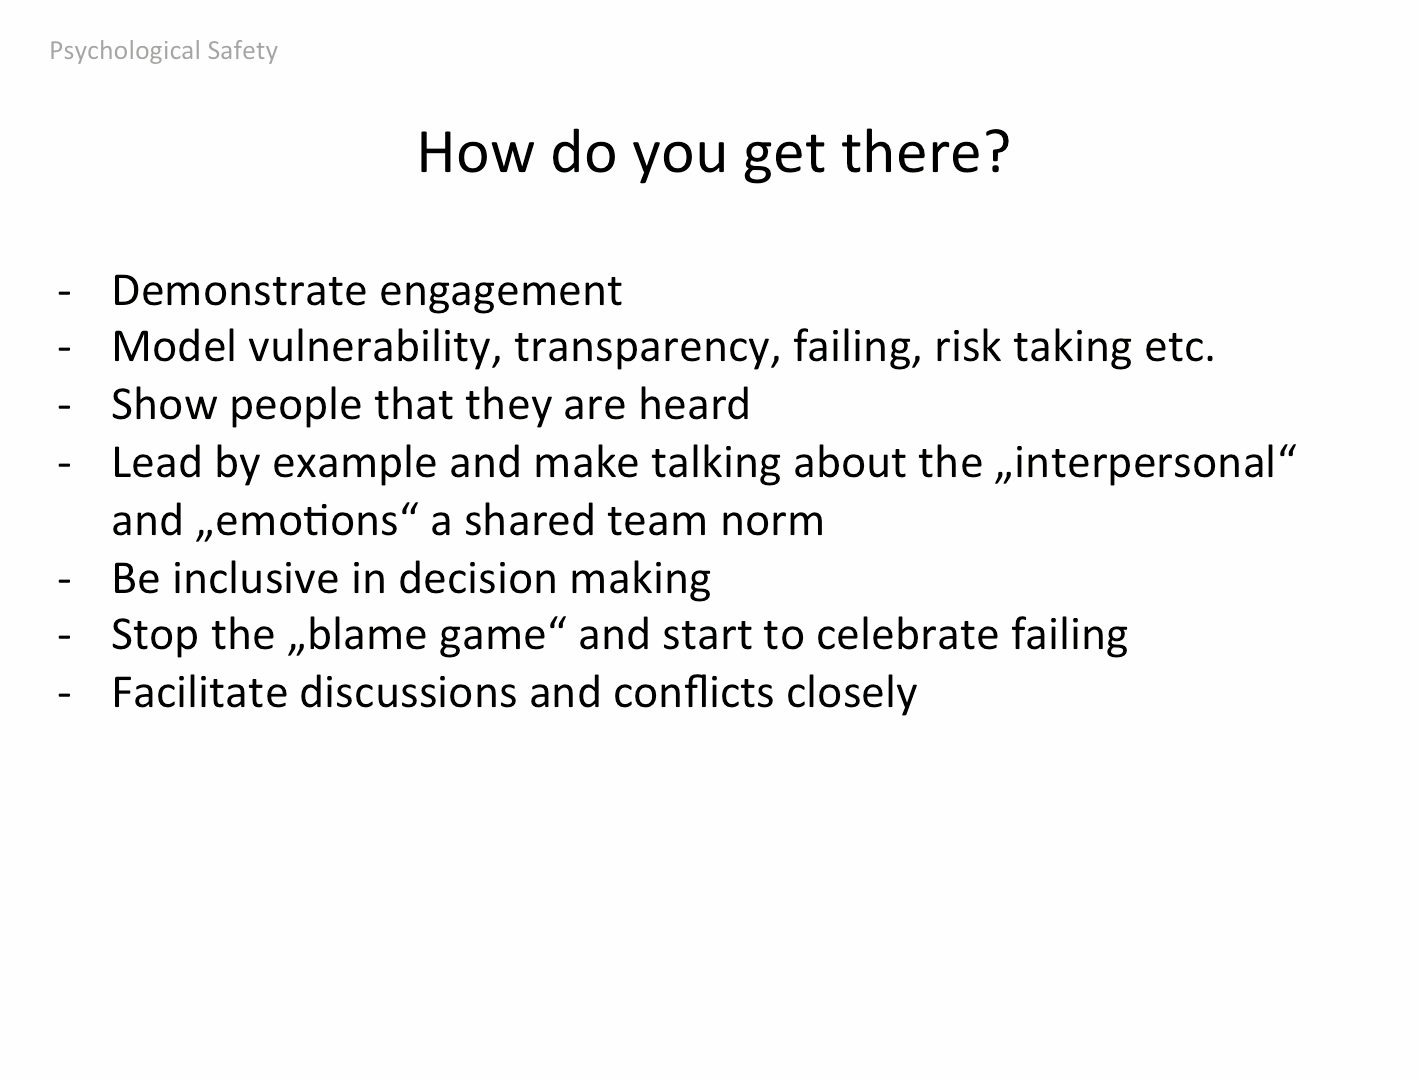 Psychological Safety
How do you get there?
- Demonstrate engagement
- Model vulnerability, transparency, failing, risk taking etc.
- Show people that they are heard
- Lead by example and make talking about the „interpersonal“
and „emotions“ a shared team norm
- Be inclusive in decision making
- Stop the „blame game“ and start to celebrate failing
- Facilitate discussions and conflicts closely